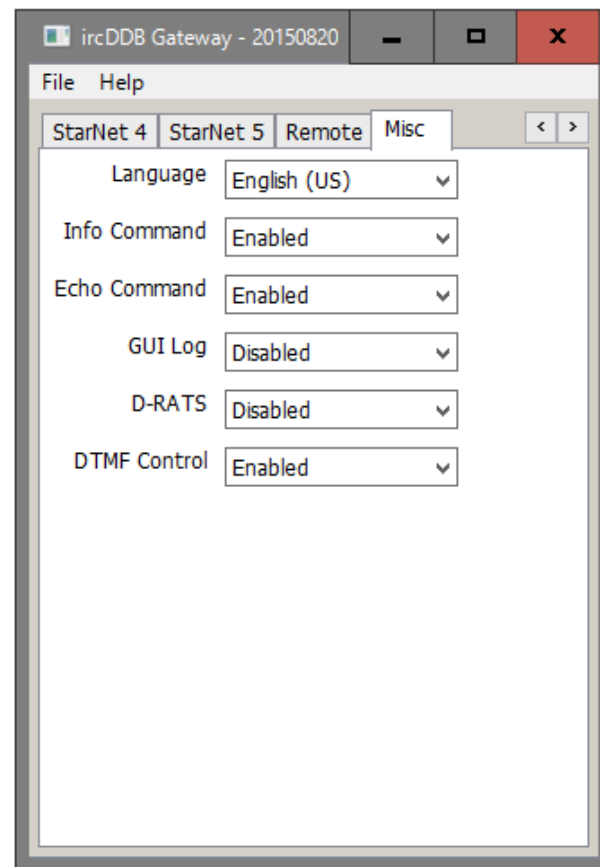 ircDDB Gateway - 20150820
File Help
StarNet 4 StarNet 5 Remote Misc
Language English (US)
Info Command Enabled
Echo Command Enabled
GUI Log Disabled
D-RATS Disabled
DTMF Control Enabled